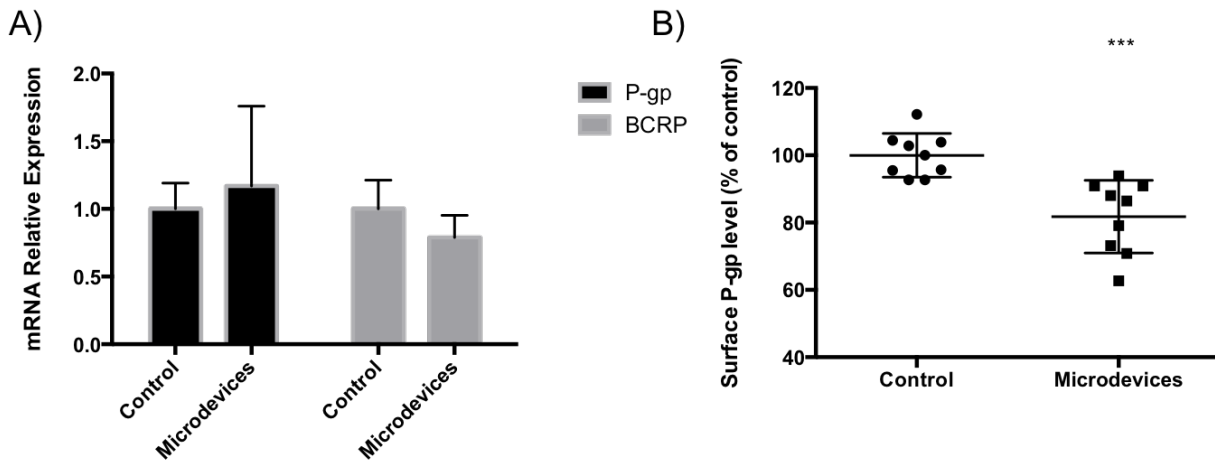 A)
mRNA Relative Expression
2.0
1.5
1.0
0.5
0.0
Control
Microdevices
Control
Microdevices
P-gp
BCRP
B)
***
Surface P-gp level (% of control)
120
100
80
60
40
Control
Microdevices